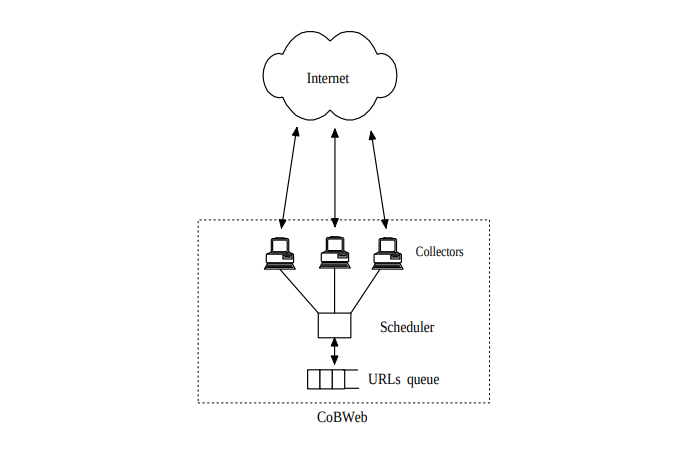 Internet
Collectors
Scheduler
URLs queue
CoBWeb